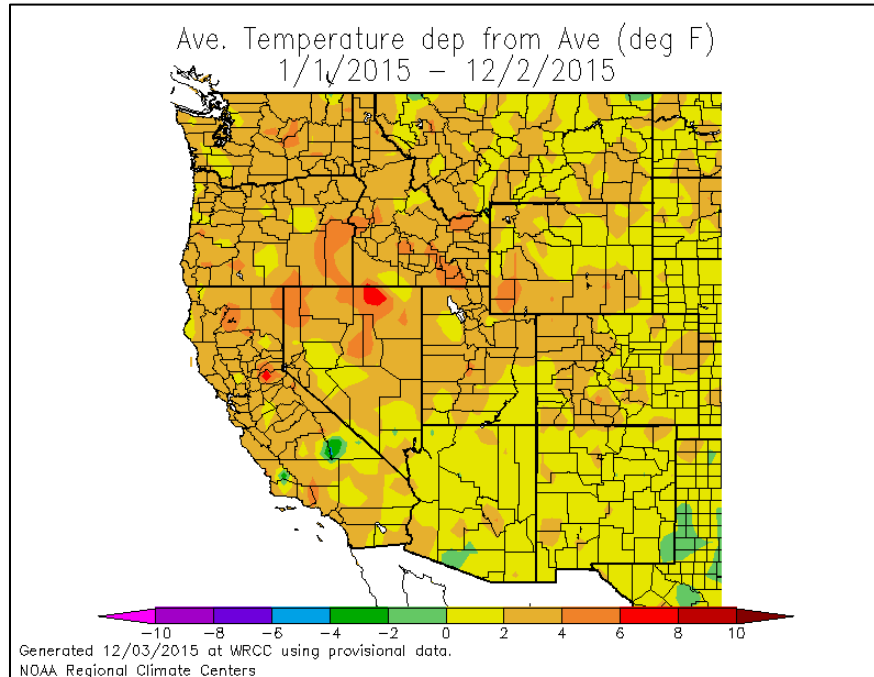 Ave. Temperature dep from Ave (deg F)
1/1/2015 – 12/2/2015
-10 -8 -6 -4 -2 0 2 4 6 8 10
Generated 12/03/2015 at WRCC using provisional data.
NOAA Regional Climate Centers